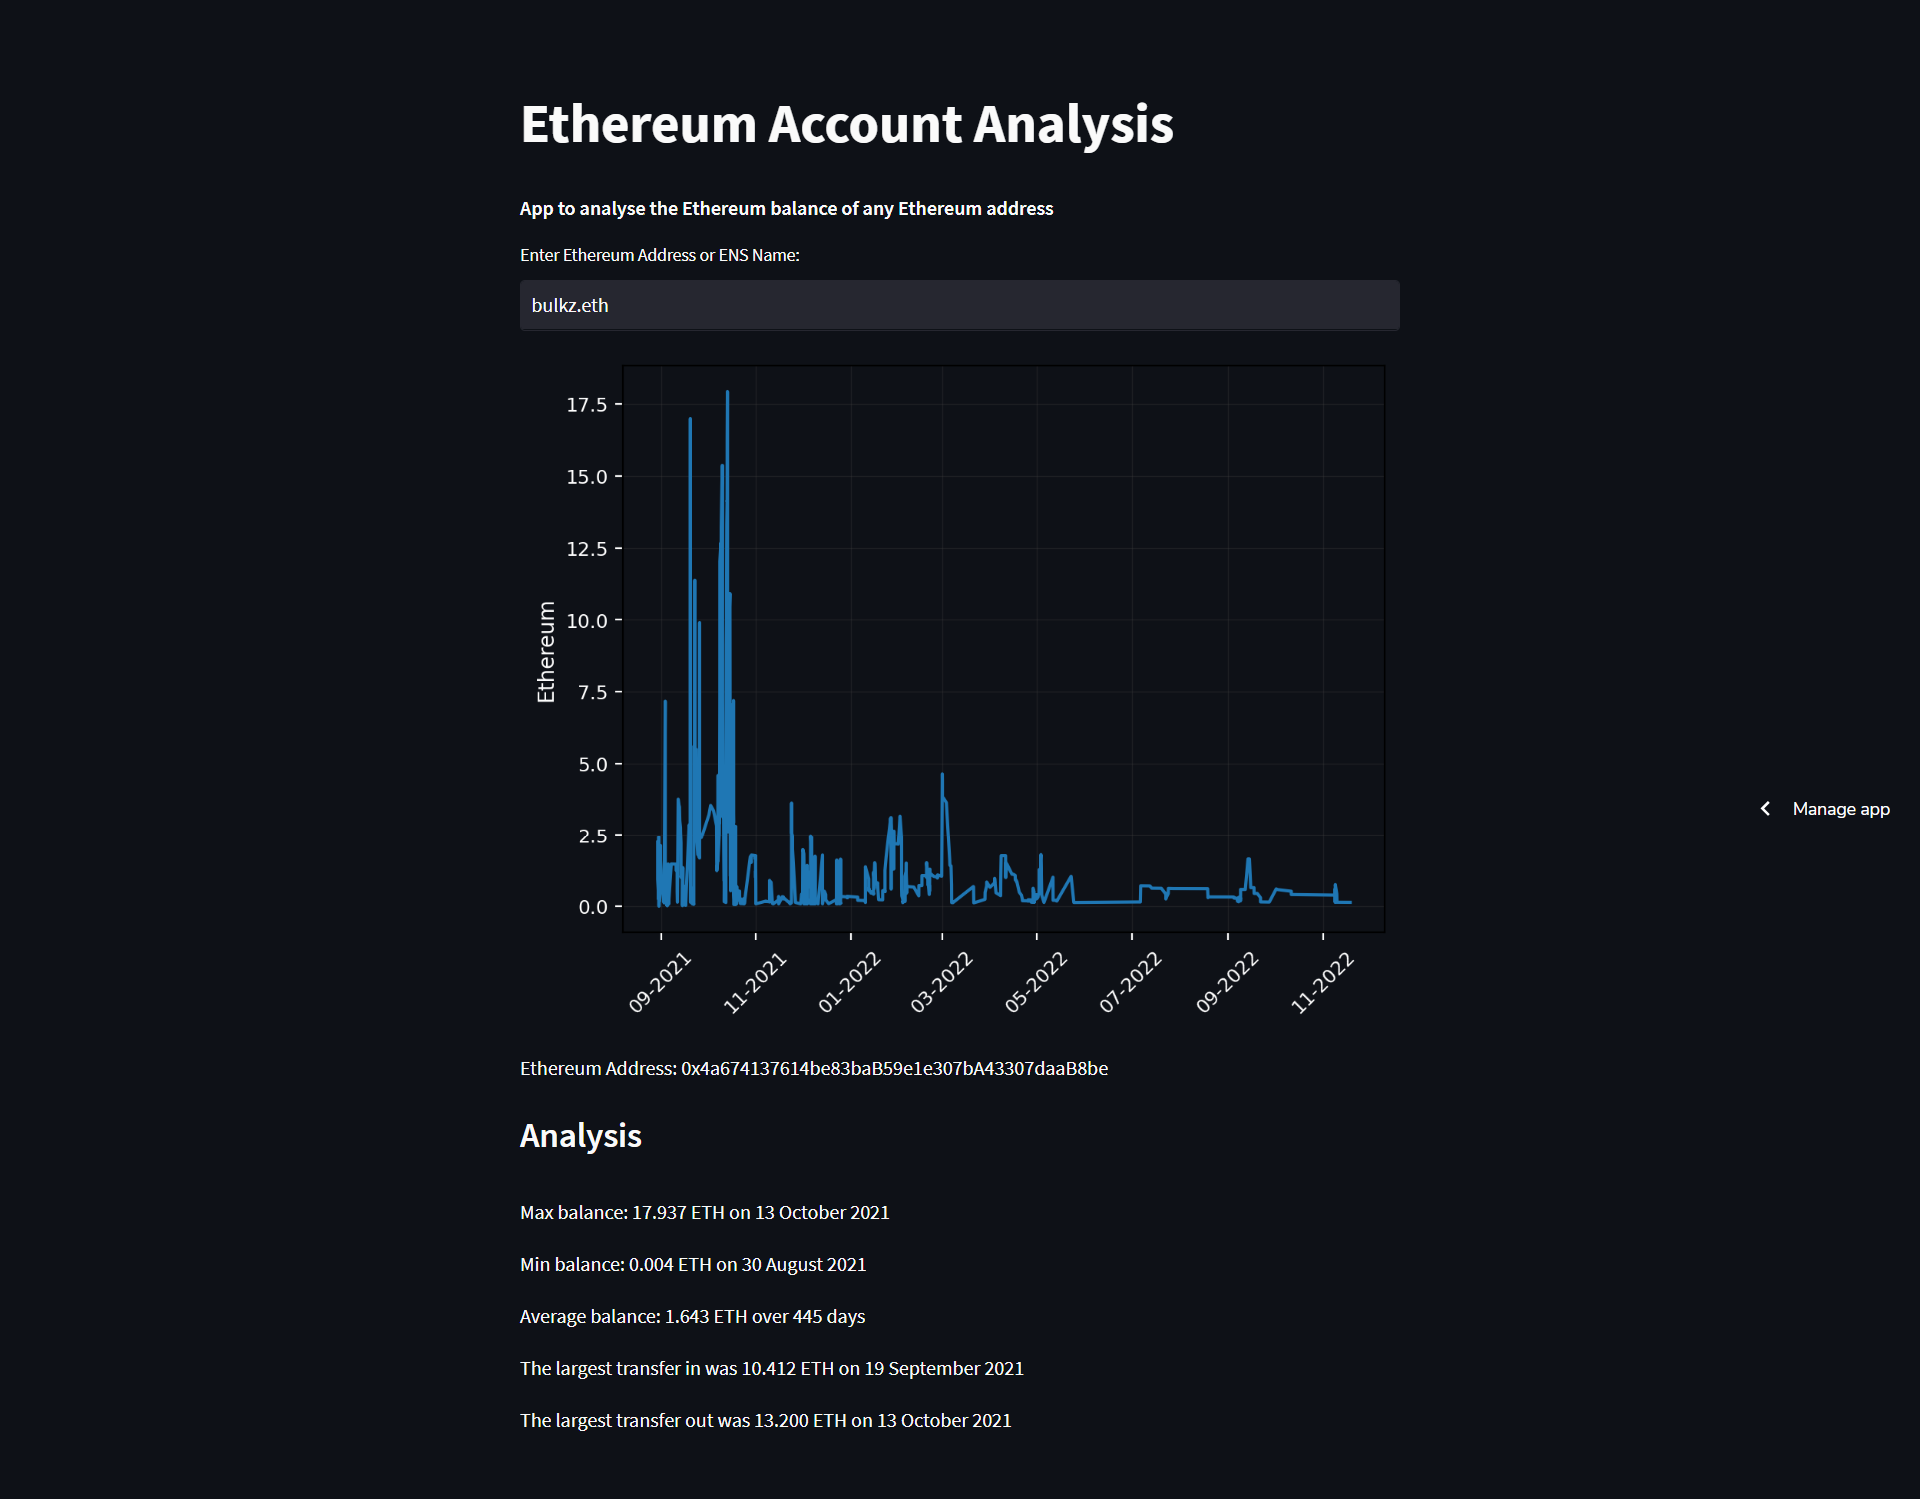 Ethereum Account Analysis
App to analyse the Ethereum balance of any Ethereum address
Enter Ethereum Address or ENS Name:
bulkz.eth
17.5
15.0
12.5
10.0
7.5
5.0
2.5
0.0
Ethereum
09-2021
11-2021
01-2022
03-2022
05-2022
07-2022
09-2022
11-2022
Manage app
Ethereum Address: 0x4a674137614be83baB59e1e307bA43307daaB8be
Analysis
Max balance: 17.937 ETH on 13 October 2021
Min balance: 0.004 ETH on 30 August 2021
Average balance: 1.643 ETH over 445 days
The largest transfer in was 10.412 ETH on 19 September 2021
The largest transfer out was 13.200 ETH on 13 October 2021